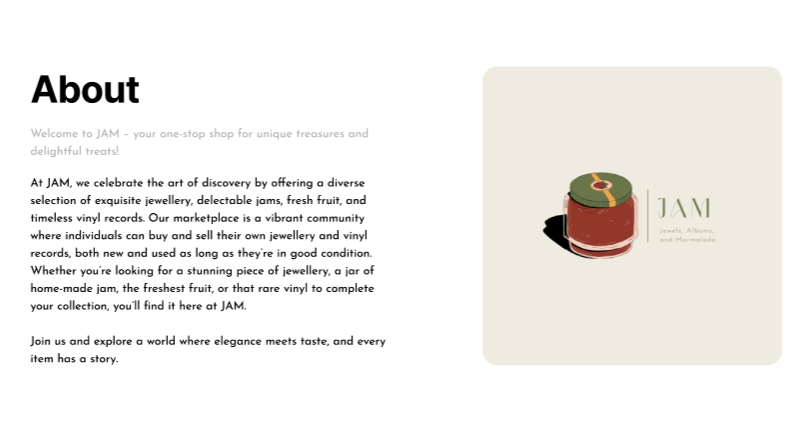 About
Welcome to JAM – your one-stop shop for unique treasures and
delightful treats!
At JAM, we celebrate the art of discovery by offering a diverse
selection of exquisite jewellery, delectable jams, fresh fruit, and
timeless vinyl records. Our marketplace is a vibrant community
where individuals can buy and sell their own jewellery and vinyl
records, both new and used as long as they're in good condition.
Whether you're looking for a stunning piece of jewellery, a jar of
home-made jam, the freshest fruit, or that rare vinyl to complete
your collection, you'll find it here at JAM.
Join us and explore a world where elegance meets taste, and every
item has a story.
JAM
Jewels, Albums,
and Marmalade